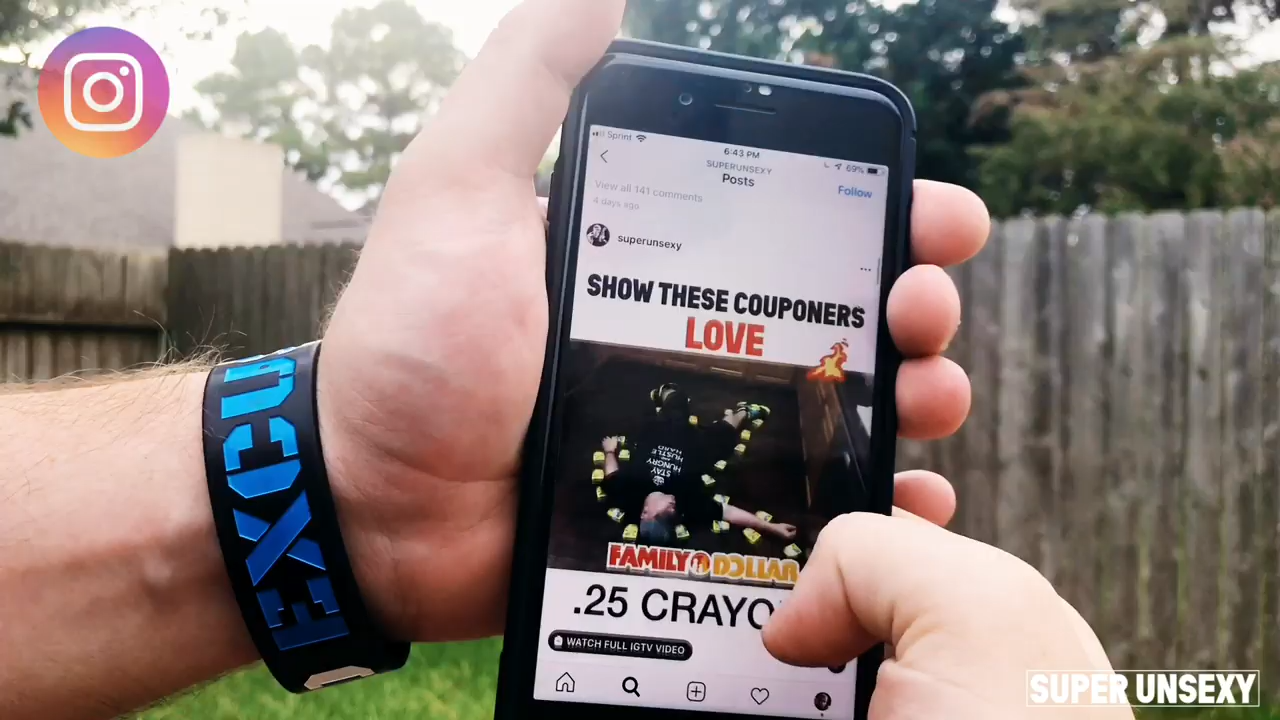 Sprint
6:43 PM
69%
SUPERUNSEXY
Posts
Follow
View all 141 comments
4 days ago
superunsexy
SHOW THESE COUPONERS
LOVE
STAY
HUNGRY
HUSTLE
HARD
FAMILY DOLLAR
.25 CRAYO
WATCH FULL IGTV VIDEO
SUPER UNSEXY